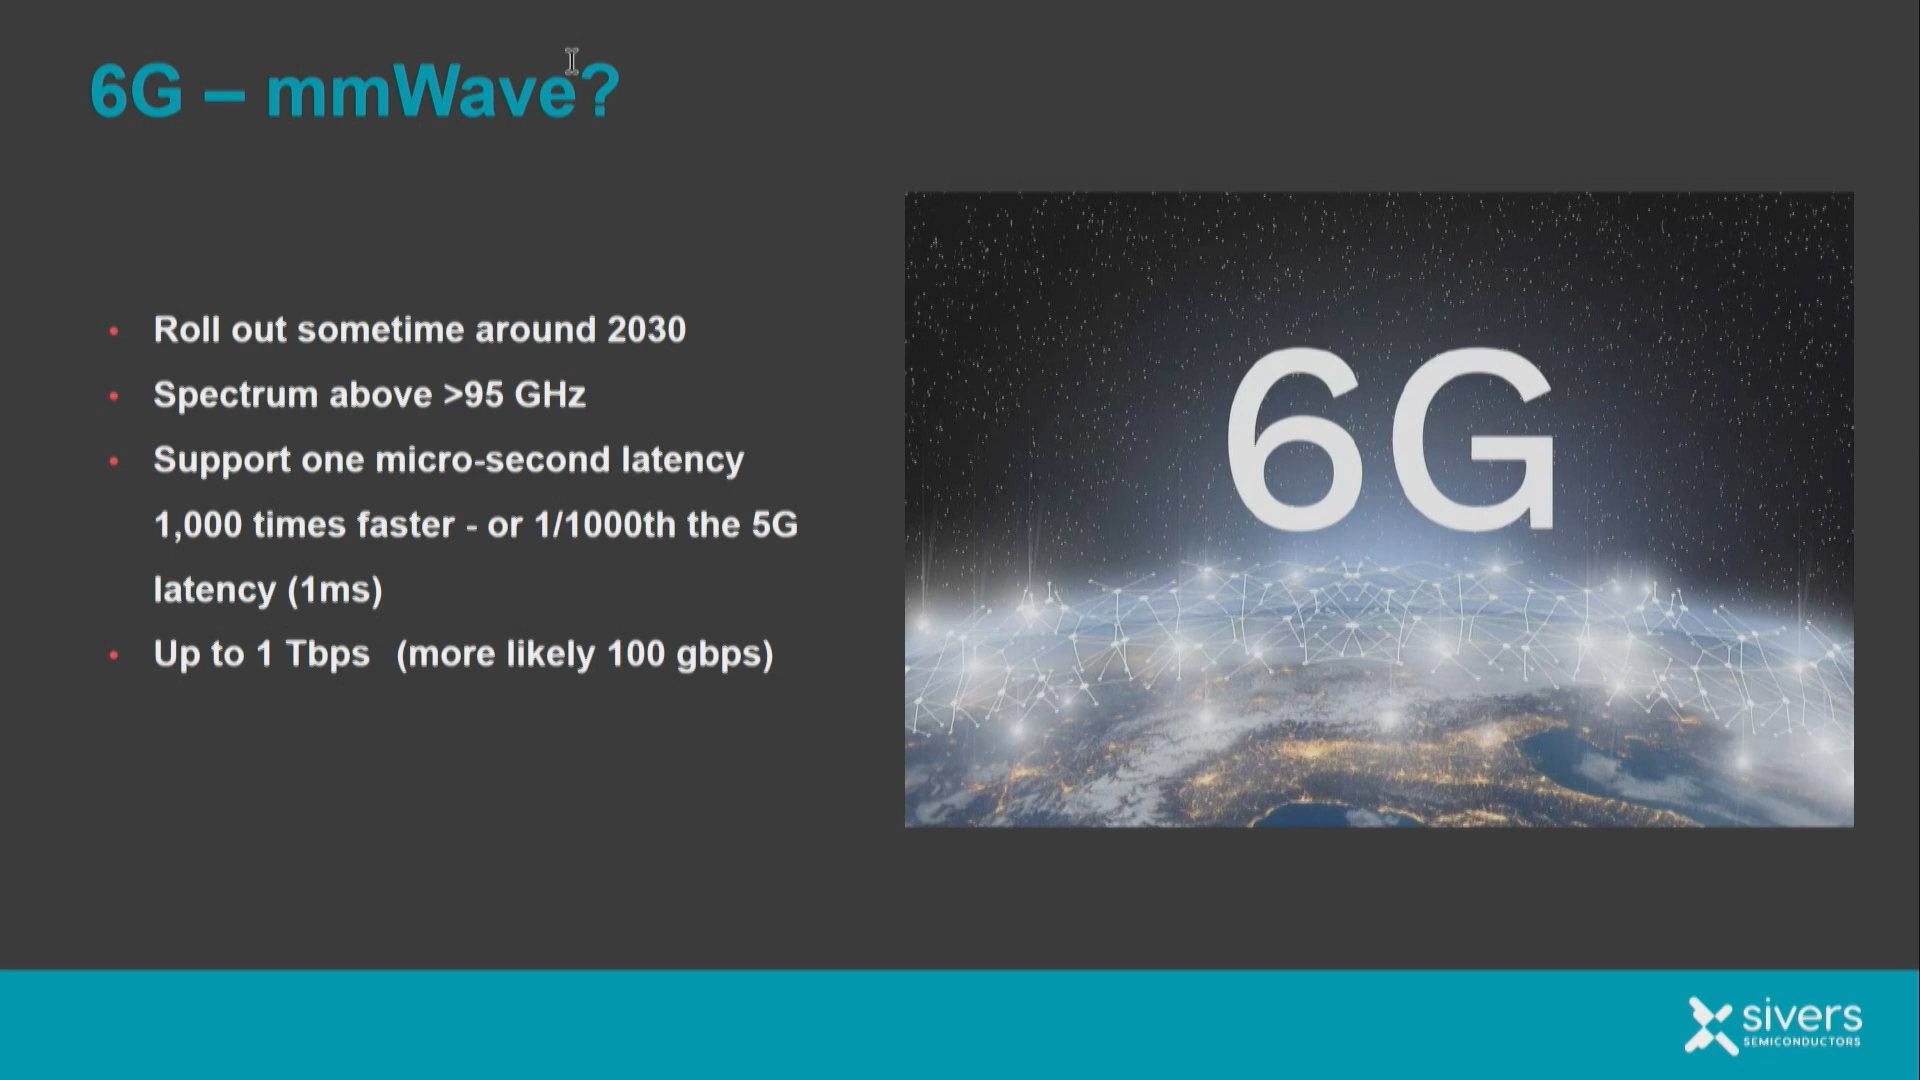 6G – mmWave?
• Roll out sometime around 2030
• Spectrum above >95 GHz
• Support one micro-second latency
1,000 times faster - or 1/1000th the 5G
latency (1ms)
• Up to 1 Tbps (more likely 100 gbps)
6G
sivers
SEMICONDUCTORS